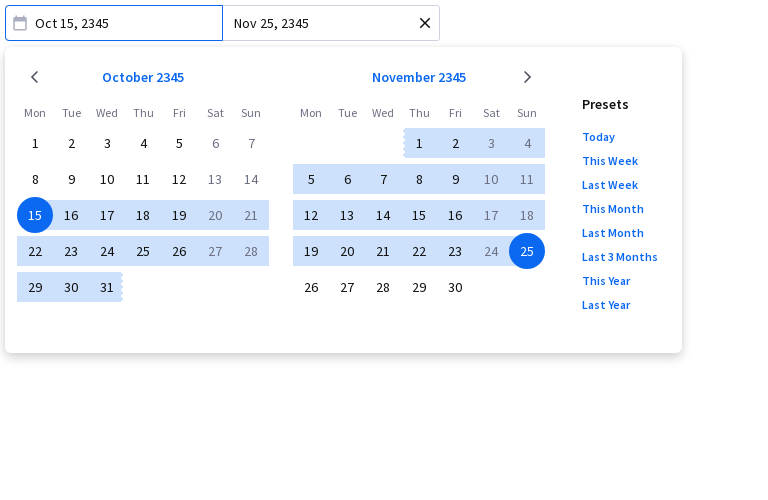 Oct 15, 2345 Nov 25, 2345
October 2345
Mon Tue Wed Thu Fri Sat Sun
1 2 3 4 5 6 7
8 9 10 11 12 13 14
15 16 17 18 19 20 21
22 23 24 25 26 27 28
29 30 31
November 2345
Mon Tue Wed Thu Fri Sat Sun
1 2 3 4
5 6 7 8 9 10 11
12 13 14 15 16 17 18
19 20 21 22 23 24 25
26 27 28 29 30
Presets
Today
This Week
Last Week
This Month
Last Month
Last 3 Months
This Year
Last Year